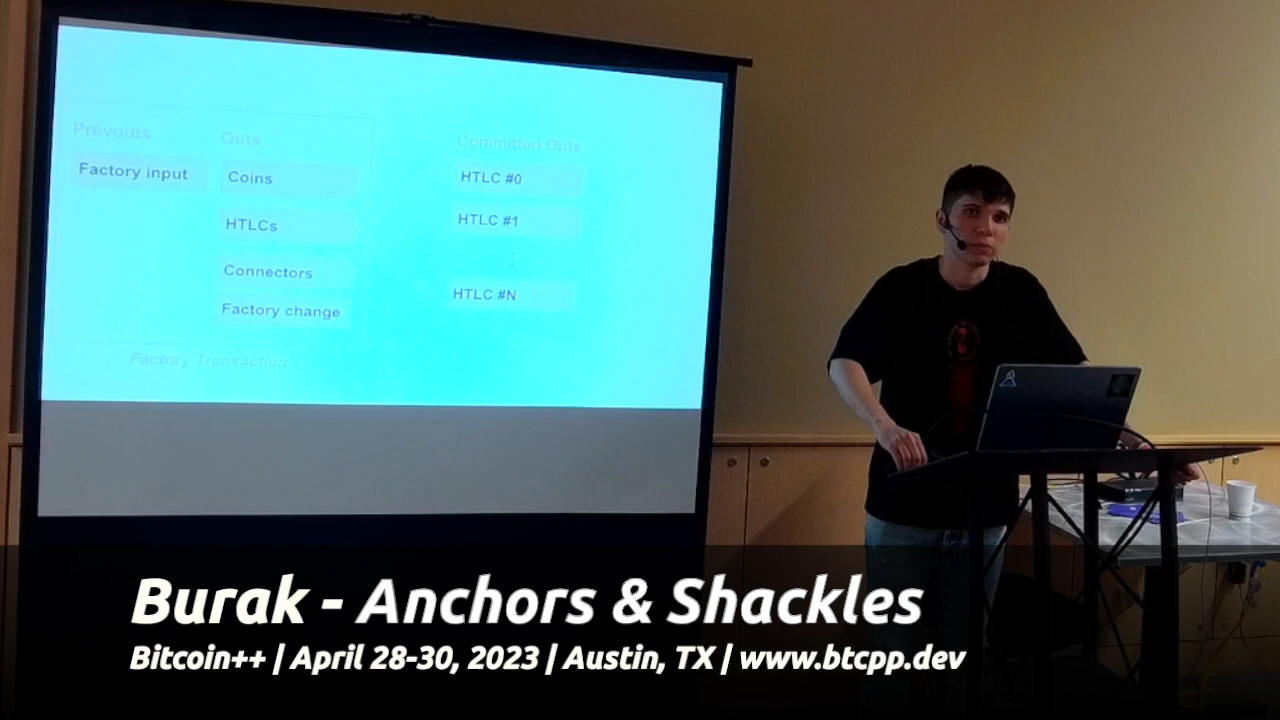 Prevouts
Outs
Committed Outs
Factory input
Coins
HTLC #0
HTLCs
HTLC #1
⋮
Connectors
HTLC #N
Factory change
Factory Transaction
Burak - Anchors & Shackles
Bitcoin++ | April 28-30, 2023 | Austin, TX | www.btcpp.dev